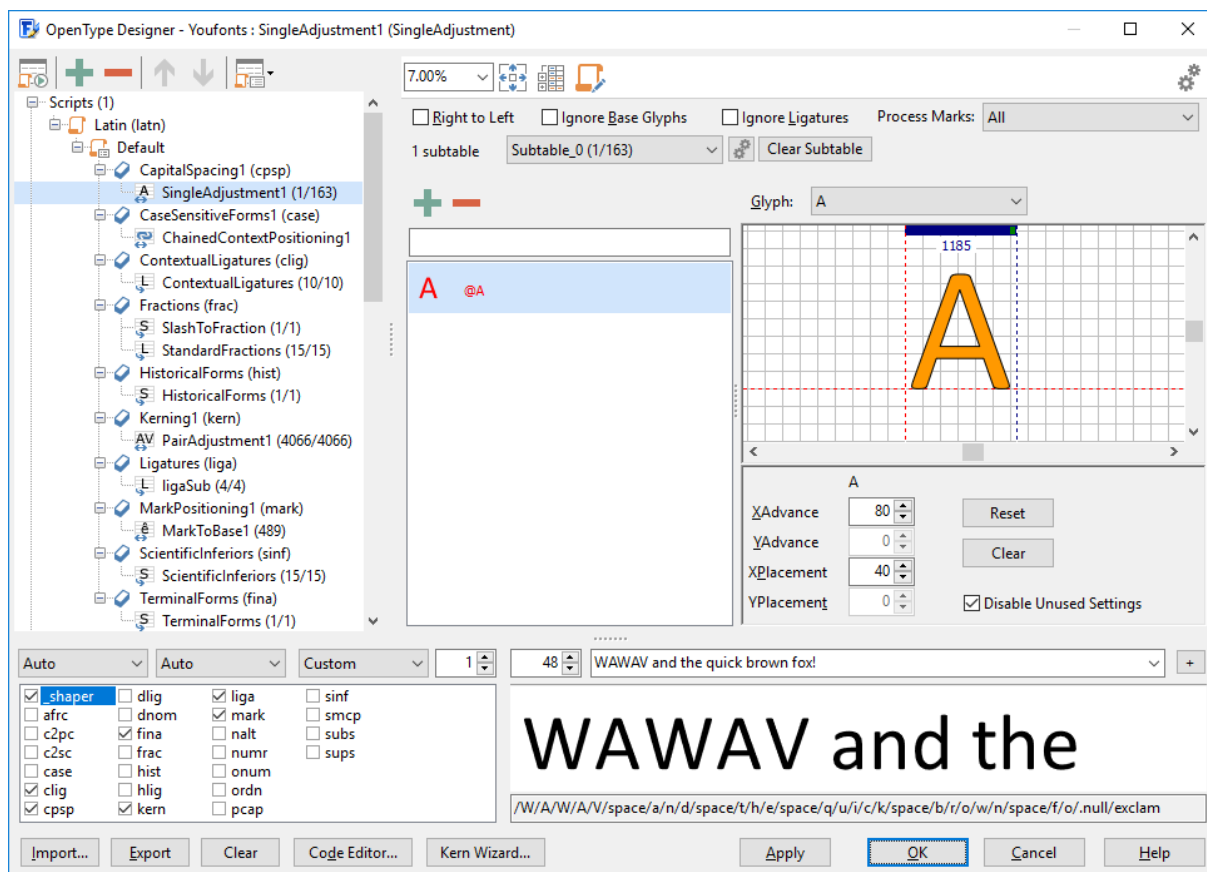 OpenType Designer - Youfonts : SingleAdjustment1 (SingleAdjustment)
7.00%
Scripts (1)
Latin (latn)
Default
CapitalSpacing1 (cpsp)
A SingleAdjustment1 (1/163)
CaseSensitiveForms1 (case)
ChainedContextPositioning1
ContextualLigatures (clig)
L ContextualLigatures (10/10)
Fractions (frac)
S SlashToFraction (1/1)
L StandardFractions (15/15)
HistoricalForms (hist)
S HistoricalForms (1/1)
Kerning1 (kern)
AV PairAdjustment1 (4066/4066)
Ligatures (liga)
L ligaSub (4/4)
MarkPositioning1 (mark)
ê MarkToBase1 (489)
ScientificInferiors (sinf)
S ScientificInferiors (15/15)
TerminalForms (fina)
S TerminalForms (1/1)
Right to Left Ignore Base Glyphs Ignore Ligatures Process Marks: All
1 subtable Subtable_0 (1/163) Clear Subtable
A @A
Glyph: A
1185
A
A
XAdvance 80 Reset
YAdvance 0 Clear
XPlacement 40
YPlacement 0 Disable Unused Settings
Auto Auto Custom 1 48 WAWAV and the quick brown fox! +
_shaper dlig liga sinf
afrc dnom mark smcp
c2pc fina nalt subs
c2sc frac numr sups
case hist onum
clig hlig ordn
cpsp kern pcap
WAWAV and the
/W/A/W/A/V/space/a/n/d/space/t/h/e/space/q/u/i/c/k/space/b/r/o/w/n/space/f/o/.null/exclam
Import... Export Clear Code Editor... Kern Wizard... Apply OK Cancel Help